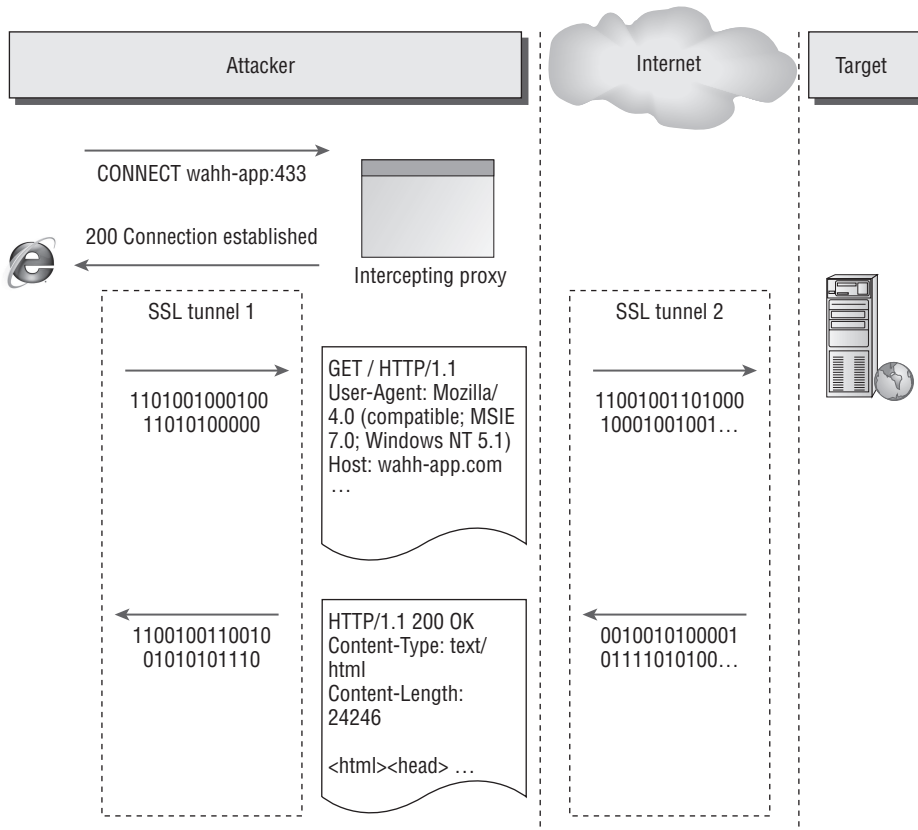 Attacker
Internet
Target
CONNECT wahh-app:433
200 Connection established
Intercepting proxy
SSL tunnel 1
SSL tunnel 2
1101001000100
11010100000
GET / HTTP/1.1
User-Agent: Mozilla/
4.0 (compatible; MSIE
7.0; Windows NT 5.1)
Host: wahh-app.com
…
11001001101000
10001001001…
1100100110010
01010101110
HTTP/1.1 200 OK
Content-Type: text/
html
Content-Length:
24246
<html><head> …
0010010100001
01111010100…